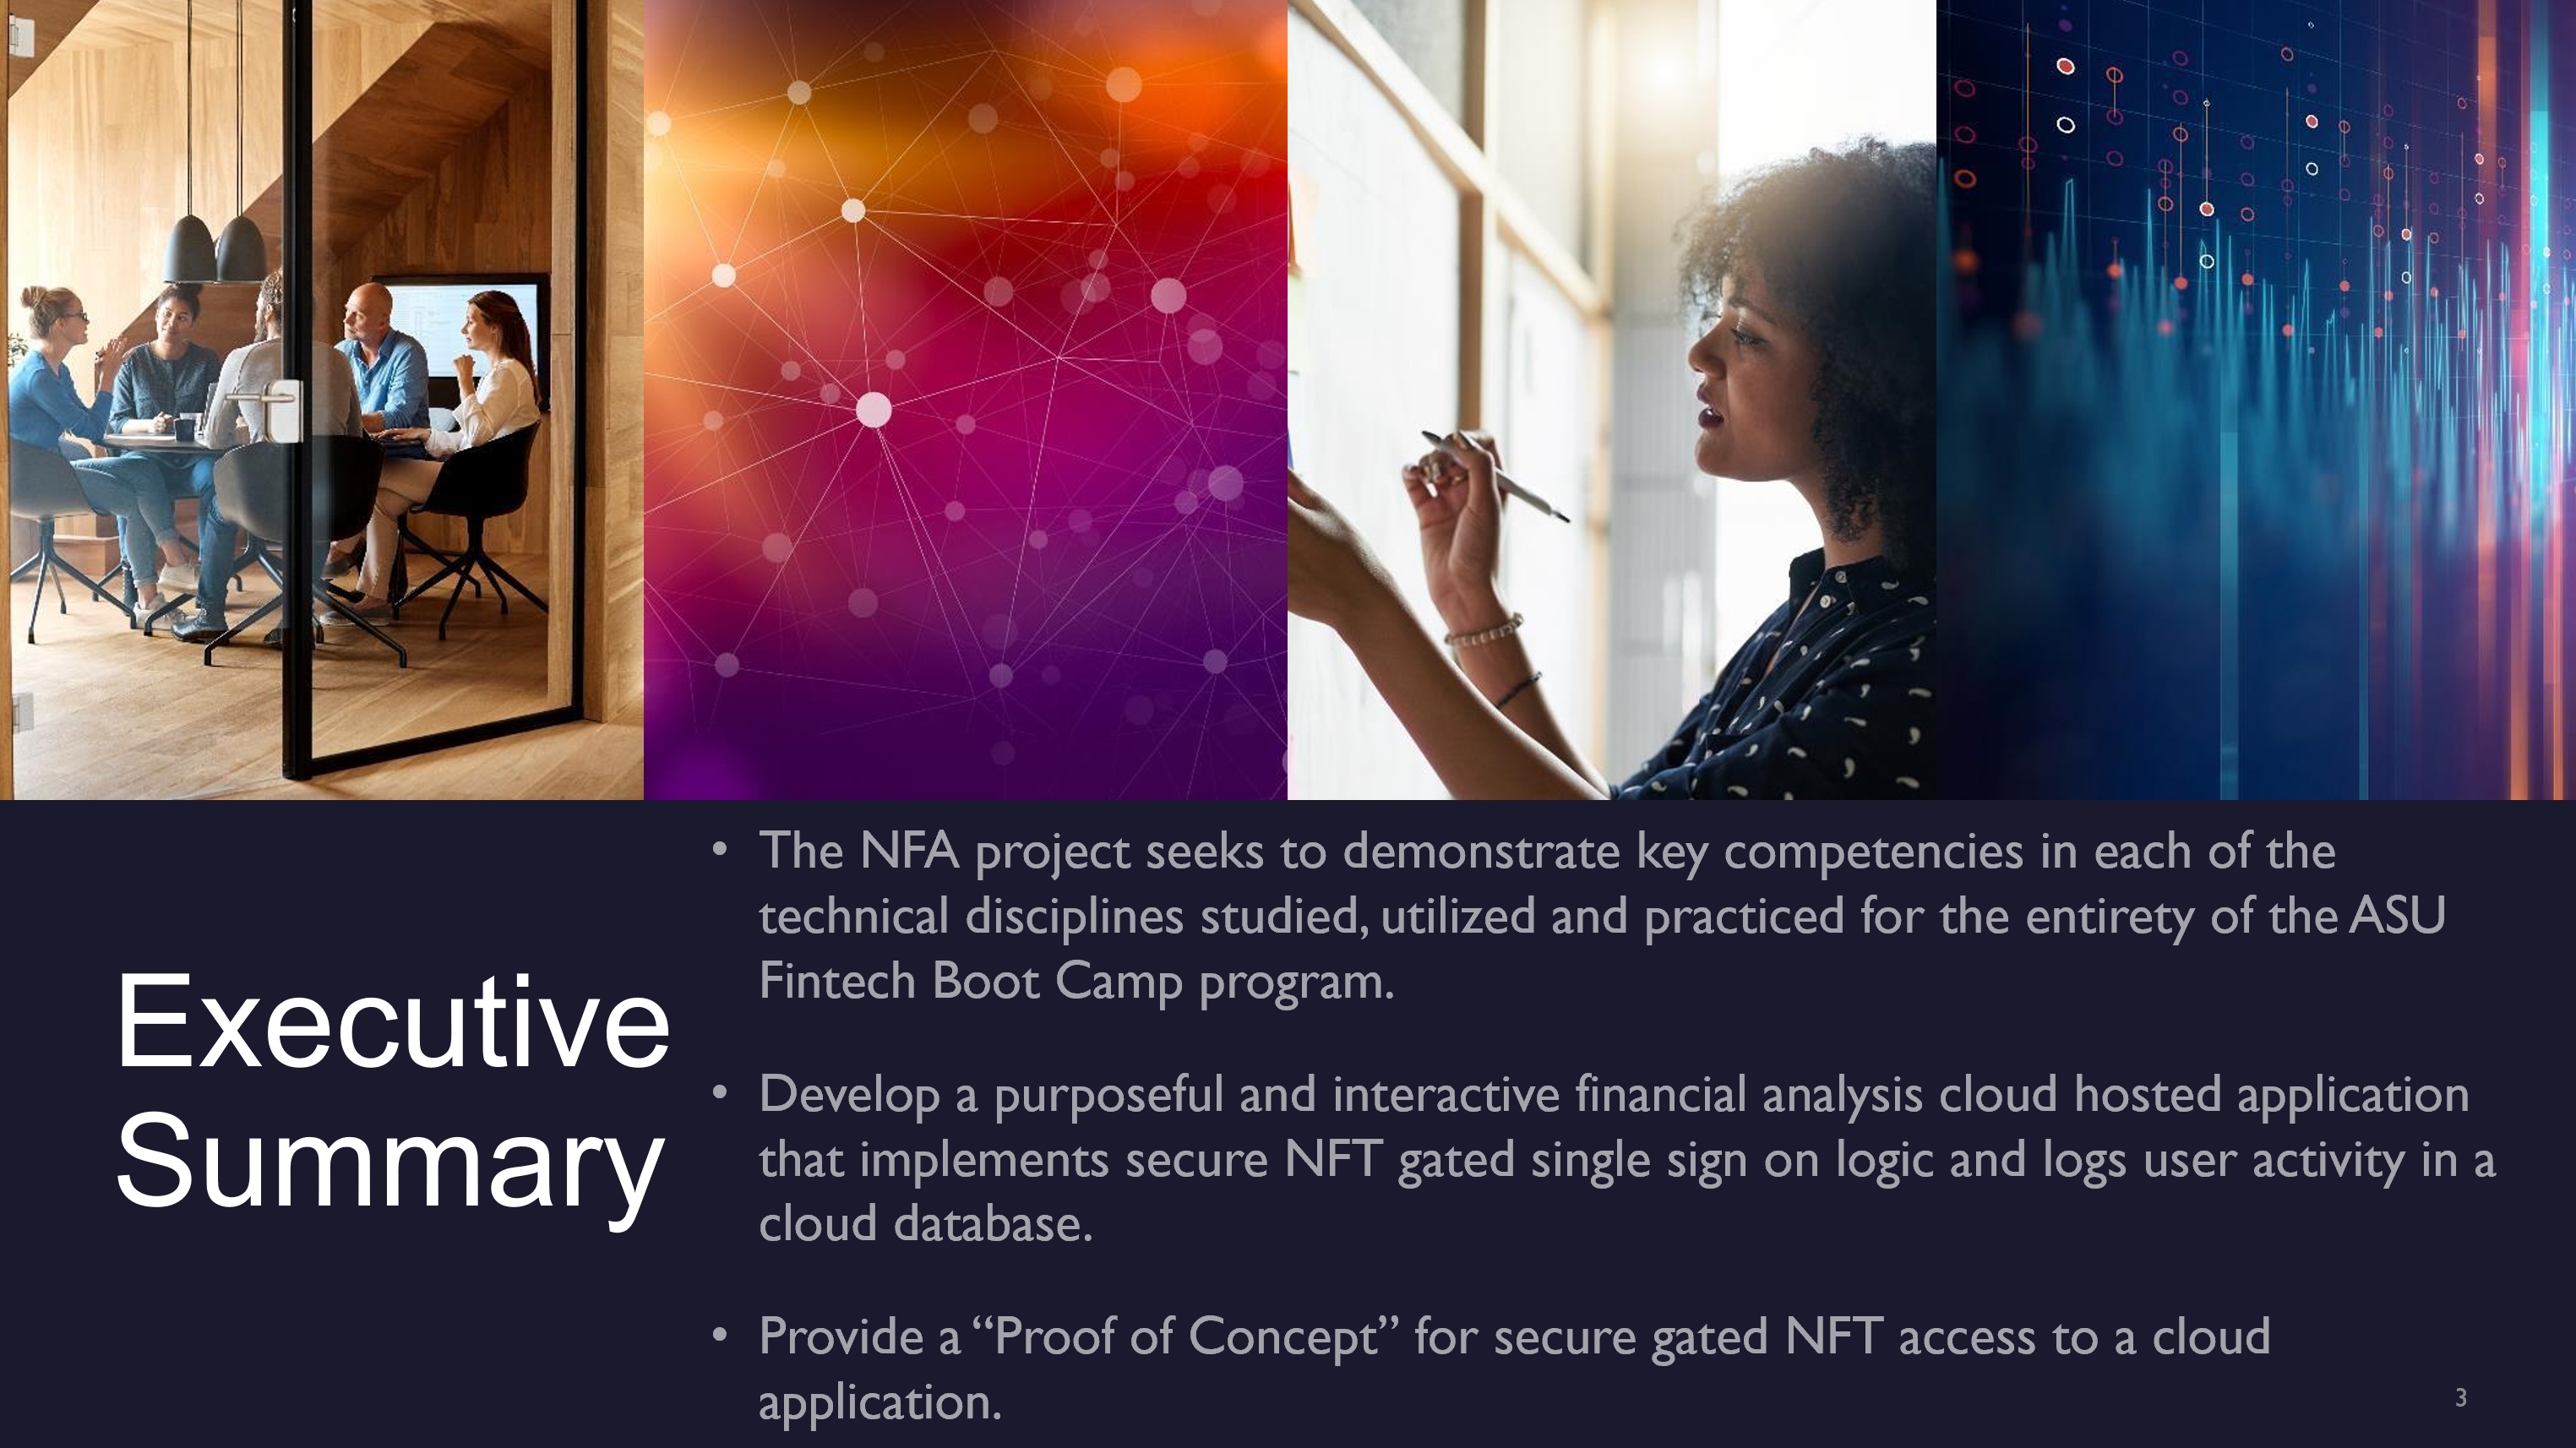 Executive
Summary
• The NFA project seeks to demonstrate key competencies in each of the
technical disciplines studied, utilized and practiced for the entirety of the ASU
Fintech Boot Camp program.
• Develop a purposeful and interactive financial analysis cloud hosted application
that implements secure NFT gated single sign on logic and logs user activity in a
cloud database.
• Provide a “Proof of Concept” for secure gated NFT access to a cloud
application.
3